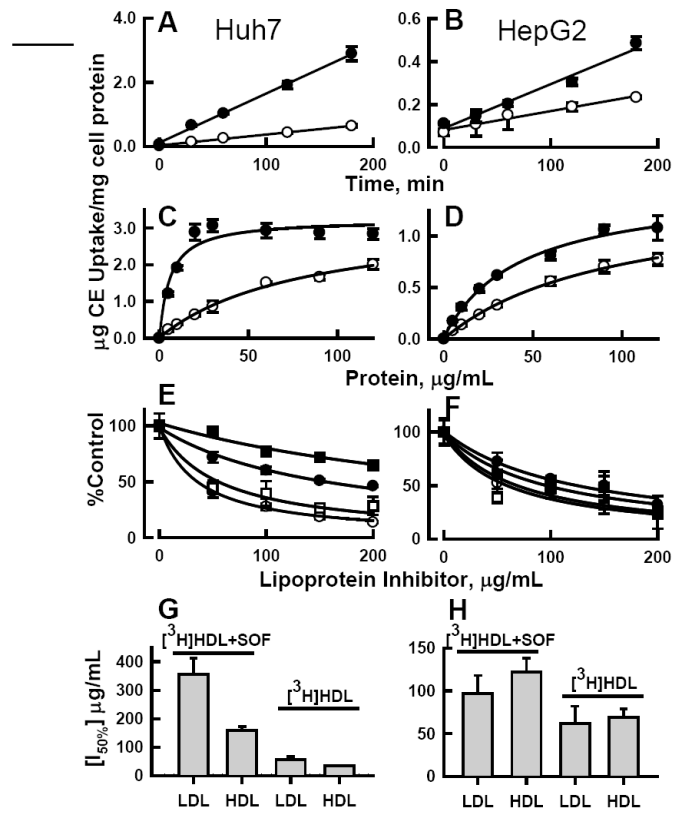 A Huh7
B HepG2
µg CE Uptake/mg cell protein
4.0
2.0
0.0
0 100 200
0.6
0.4
0.2
0.0
0 100 200
Time, min
C
3.0
2.0
1.0
0.0
0 50 100
D
1.0
0.5
0.0
0 50 100
Protein, µg/mL
E
%Control
100
50
0
0 100 200
F
100
50
0
0 100 200
Lipoprotein Inhibitor, µg/mL
G
[I50%] µg/mL
[3H]HDL+SOF
[3H]HDL
400
300
200
100
0
LDL HDL LDL HDL
H
[3H]HDL+SOF
[3H]HDL
150
100
50
0
LDL HDL LDL HDL